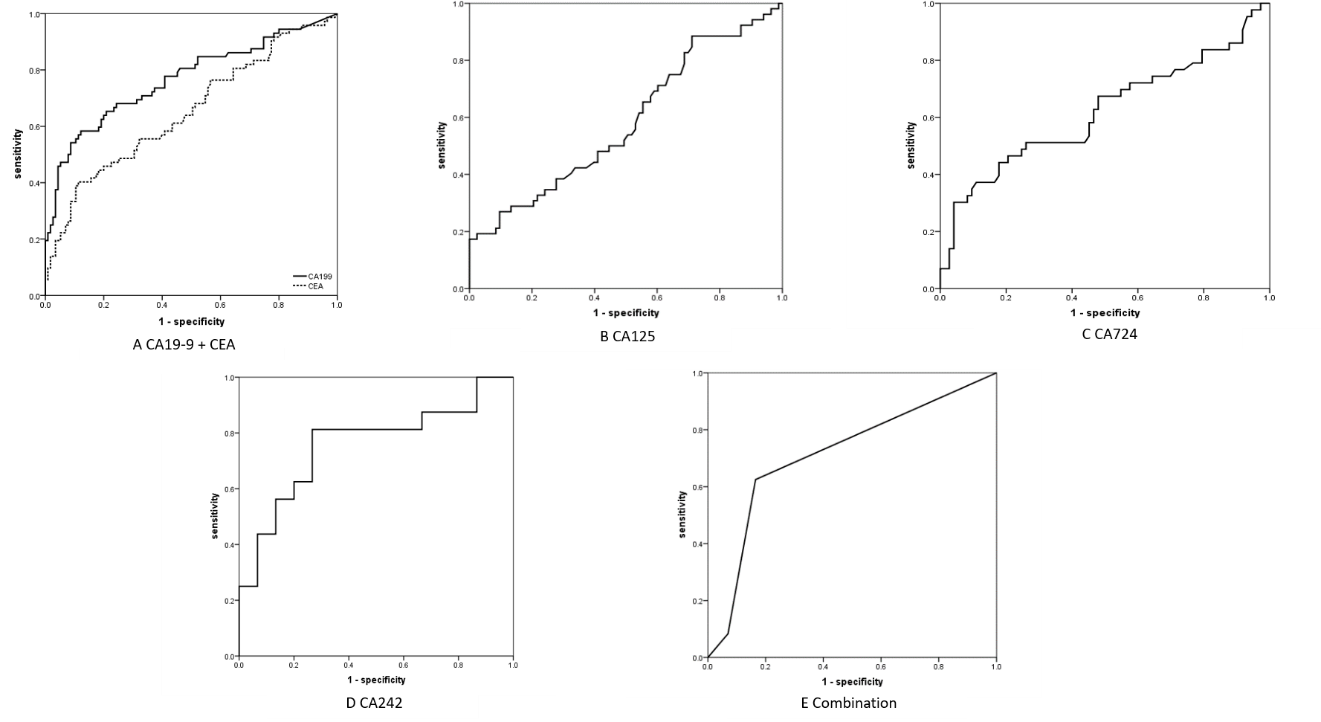 1.0
0.8
0.6
0.4
0.2
0.0
sensitivity
0.0 0.2 0.4 0.6 0.8 1.0
1 - specificity
CA199
CEA
A CA19-9 + CEA
1.0
0.8
0.6
0.4
0.2
0.0
sensitivity
0.0 0.2 0.4 0.6 0.8 1.0
1 - specificity
B CA125
1.0
0.8
0.6
0.4
0.2
0.0
sensitivity
0.0 0.2 0.4 0.6 0.8 1.0
1 - specificity
C CA724
1.0
0.8
0.6
0.4
0.2
0.0
sensitivity
0.0 0.2 0.4 0.6 0.8 1.0
1 - specificity
D CA242
1.0
0.8
0.6
0.4
0.2
0.0
sensitivity
0.0 0.2 0.4 0.6 0.8 1.0
1 - specificity
E Combination